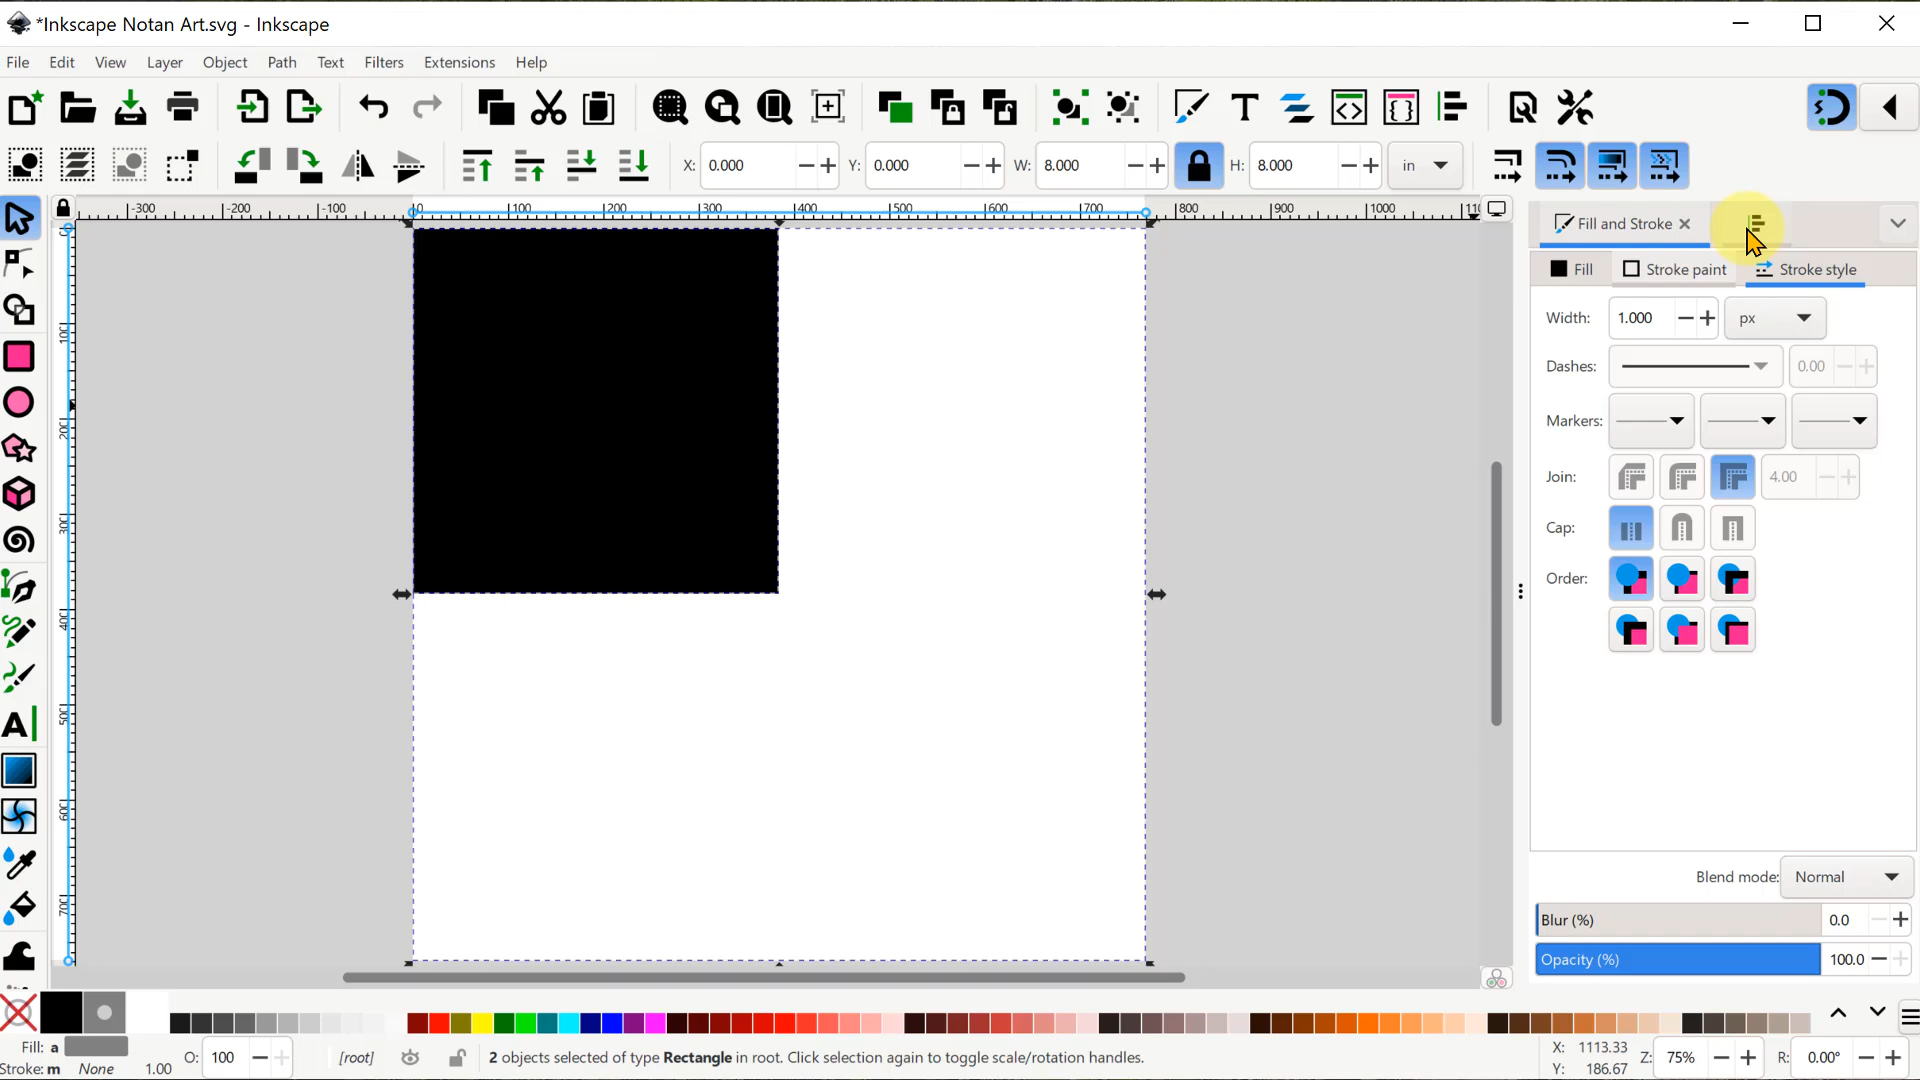 *Inkscape Notan Art.svg - Inkscape
File Edit View Layer Object Path Text Filters Extensions Help
X: 0.000 Y: 0.000 W: 8.000 H: 8.000 in
-300 -200 -100 0 100 200 300 400 500 600 700 800 900 1000
Fill and Stroke
Fill Stroke paint Stroke style
Width: 1.000 px
Dashes: 0.00
Markers:
Join: 4.00
Cap:
Order:
0
100
200
300
400
500
600
700
Blend mode: Normal
Blur (%) 0.0
Opacity (%) 100.0
Fill: a
Stroke: m None 1.00
O: 100
[root]
2 objects selected of type Rectangle in root. Click selection again to toggle scale/rotation handles.
X: 1113.33
Y: 186.67
Z: 75%
R: 0.00°